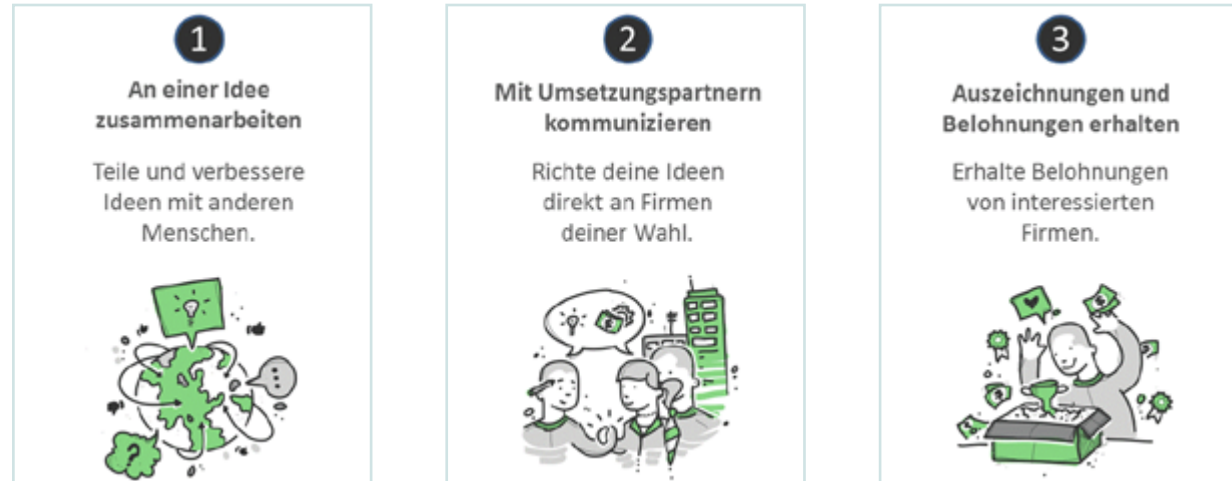 1
An einer Idee
zusammenarbeiten
Teile und verbessere
Ideen mit anderen
Menschen.
?
2
Mit Umsetzungspartnern
kommunizieren
Richte deine Ideen
direkt an Firmen
deiner Wahl.
$
3
Auszeichnungen und
Belohnungen erhalten
Erhalte Belohnungen
von interessierten
Firmen.
$
$
$